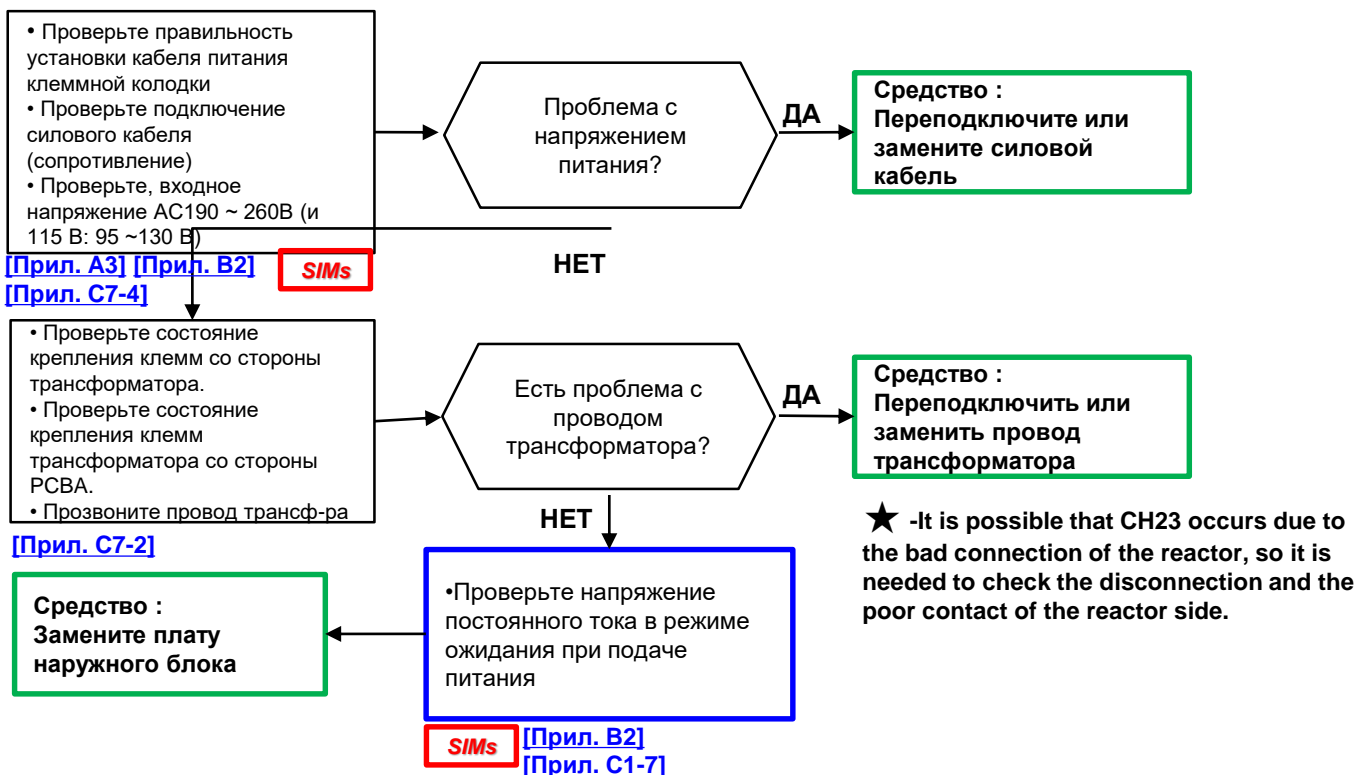 • Проверьте правильность
установки кабеля питания
клеммной колодки
• Проверьте подключение
силового кабеля
(сопротивление)
• Проверьте, входное
напряжение AC190 ~ 260В (и
115 В: 95 ~130 В)
Проблема с
напряжением
питания?
ДА
Средство :
Переподключите или
замените силовой
кабель
[Прил. A3] [Прил. B2]
[Прил. C7-4]
SIMs
НЕТ
• Проверьте состояние
крепления клемм со стороны
трансформатора.
• Проверьте состояние
крепления клемм
трансформатора со стороны
PCBA.
• Прозвоните провод трансф-ра
[Прил. C7-2]
Есть проблема с
проводом
трансформатора?
ДА
Средство :
Переподключить или
заменить провод
трансформатора
НЕТ
★ -It is possible that CH23 occurs due to
the bad connection of the reactor, so it is
needed to check the disconnection and the
poor contact of the reactor side.
•Проверьте напряжение
постоянного тока в режиме
ожидания при подаче
питания
Средство :
Замените плату
наружного блока
SIMs
[Прил. B2]
[Прил. C1-7]